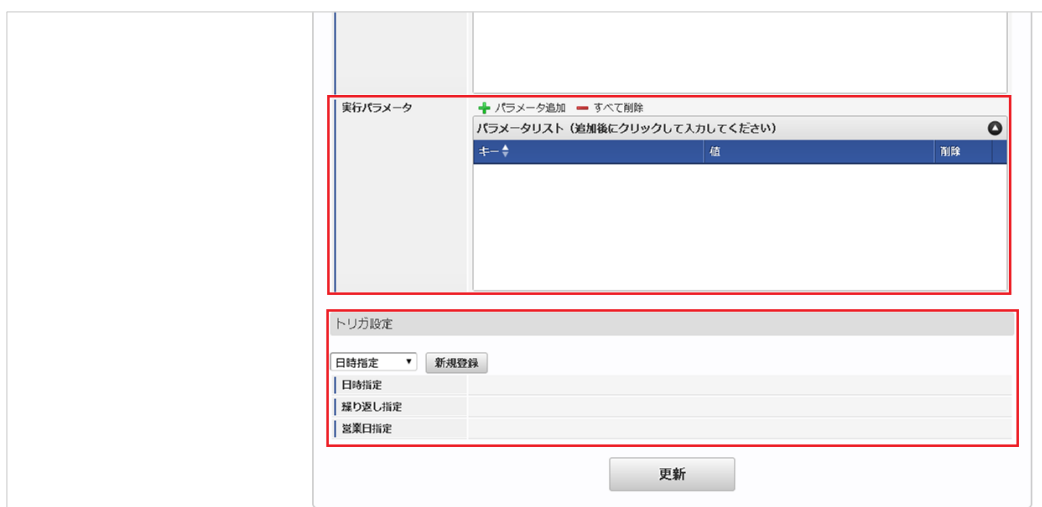 実行パラメータ
パラメータ追加 すべて削除
パラメータリスト（追加後にクリックして入力してください）
キー 値 削除
トリガ設定
日時指定 新規登録
日時指定
繰り返し指定
営業日指定
更新